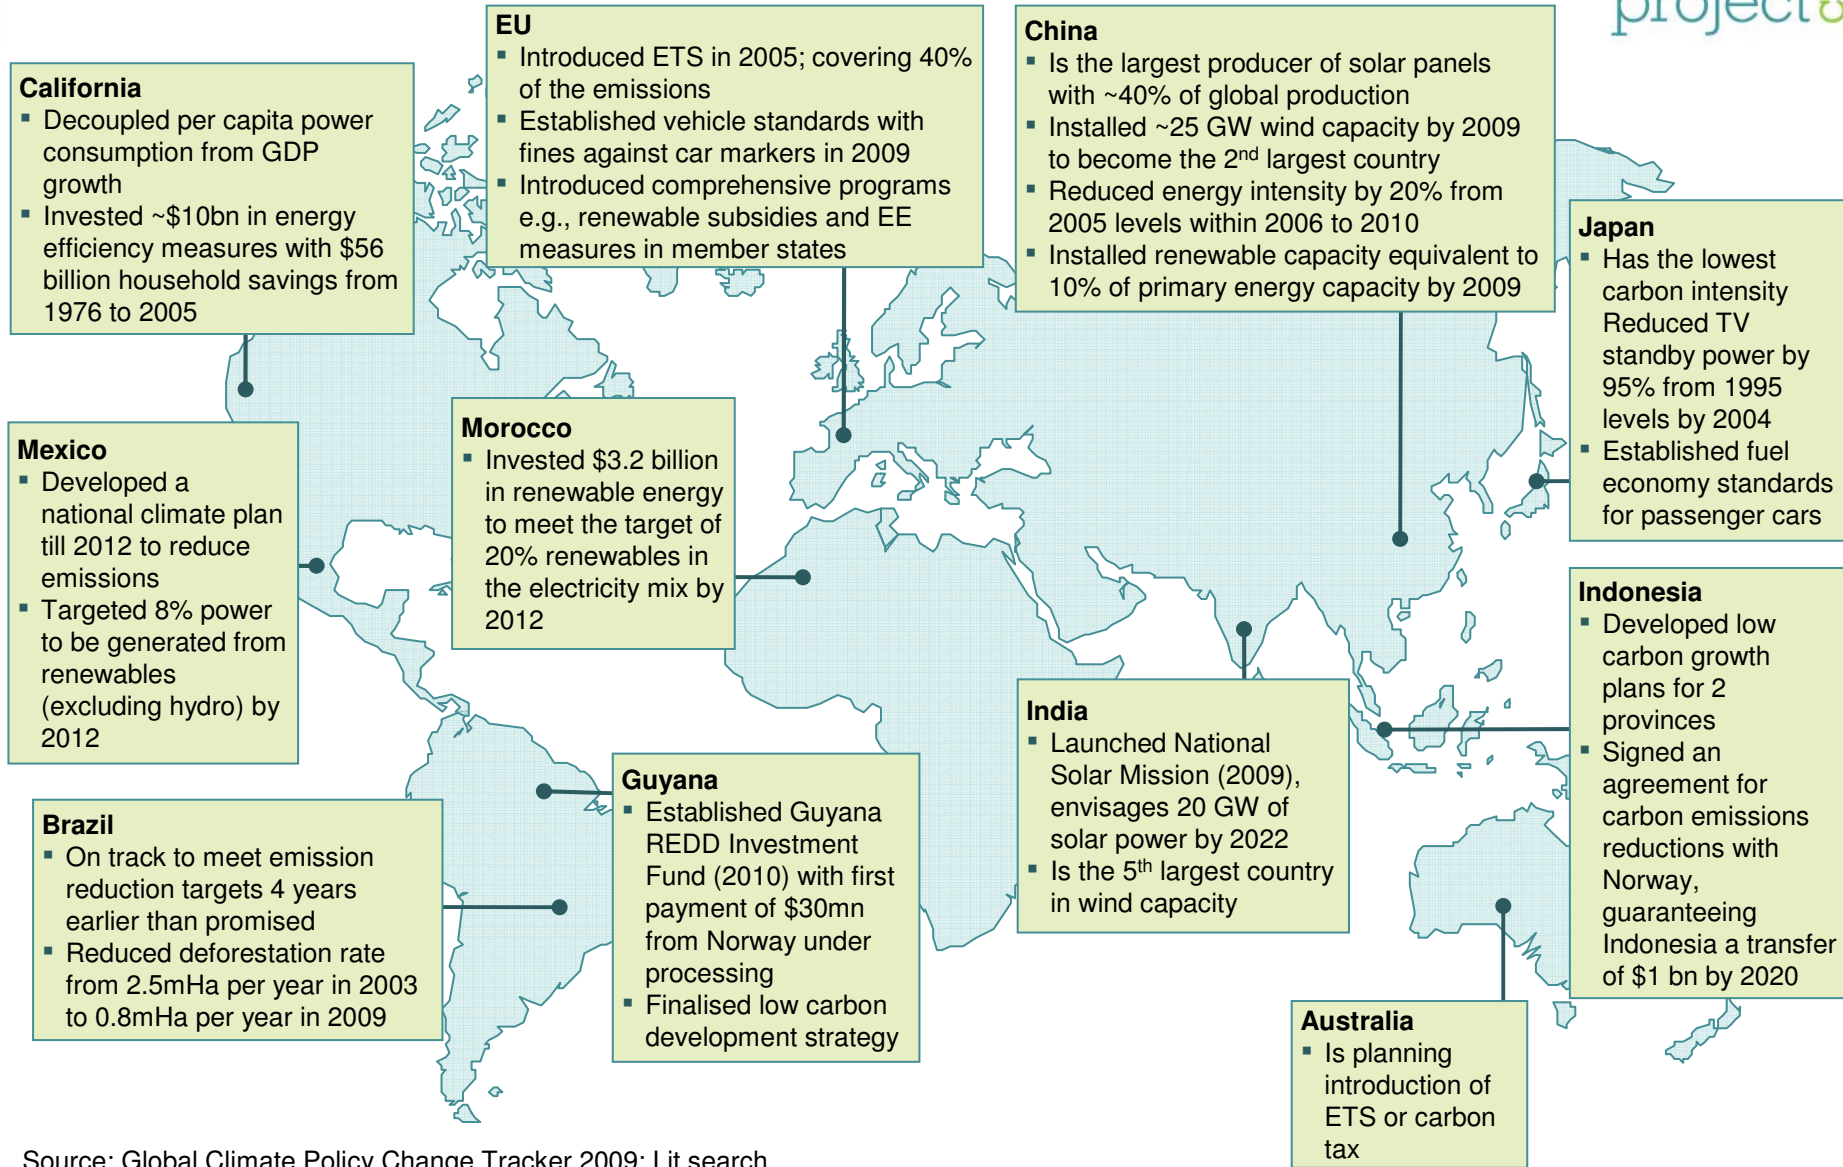 project
EU
▪ Introduced ETS in 2005; covering 40%
of the emissions
▪ Established vehicle standards with
fines against car markers in 2009
▪ Introduced comprehensive programs
e.g., renewable subsidies and EE
measures in member states
China
▪ Is the largest producer of solar panels
with ~40% of global production
▪ Installed ~25 GW wind capacity by 2009
to become the 2nd largest country
▪ Reduced energy intensity by 20% from
2005 levels within 2006 to 2010
▪ Installed renewable capacity equivalent to
10% of primary energy capacity by 2009
California
▪ Decoupled per capita power
consumption from GDP
growth
▪ Invested ~$10bn in energy
efficiency measures with $56
billion household savings from
1976 to 2005
Japan
▪ Has the lowest
carbon intensity
Reduced TV
standby power by
95% from 1995
levels by 2004
▪ Established fuel
economy standards
for passenger cars
Mexico
▪ Developed a
national climate plan
till 2012 to reduce
emissions
▪ Targeted 8% power
to be generated from
renewables
(excluding hydro) by
2012
Morocco
▪ Invested $3.2 billion
in renewable energy
to meet the target of
20% renewables in
the electricity mix by
2012
Indonesia
▪ Developed low
carbon growth
plans for 2
provinces
▪ Signed an
agreement for
carbon emissions
reductions with
Norway,
guaranteeing
Indonesia a transfer
of $1 bn by 2020
India
▪ Launched National
Solar Mission (2009),
envisages 20 GW of
solar power by 2022
▪ Is the 5th largest country
in wind capacity
Guyana
▪ Established Guyana
REDD Investment
Fund (2010) with first
payment of $30mn
from Norway under
processing
▪ Finalised low carbon
development strategy
Brazil
▪ On track to meet emission
reduction targets 4 years
earlier than promised
▪ Reduced deforestation rate
from 2.5mHa per year in 2003
to 0.8mHa per year in 2009
Australia
▪ Is planning
introduction of
ETS or carbon
tax
Source: Global Climate Policy Change Tracker 2009; Lit search